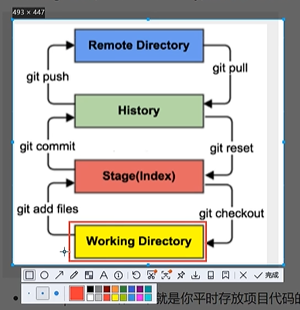 493 × 447
Remote Directory
git push
git pull
History
git commit
git reset
Stage(Index)
git add files
git checkout
Working Directory
完成
就是你平时存放项目代码的